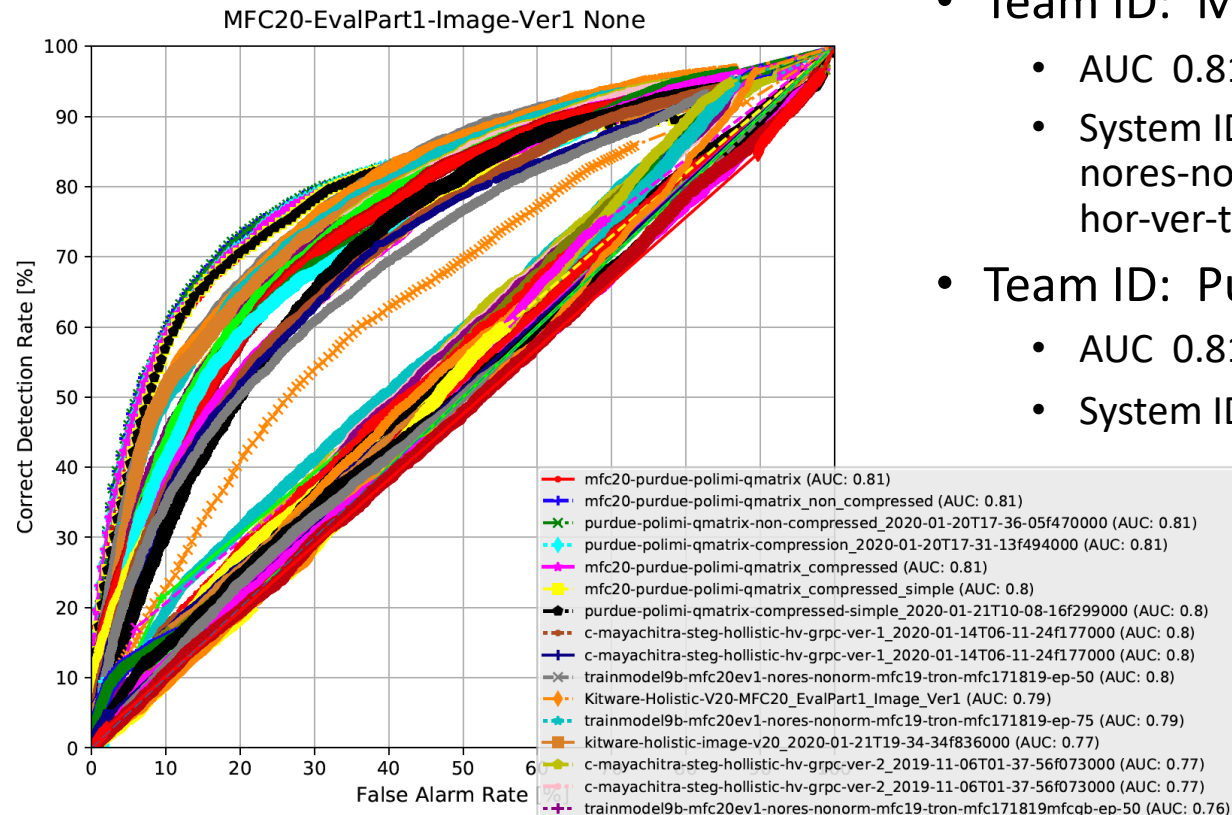 MFC20-EvalPart1-Image-Ver1 None
100
90
80
70
60
50
40
30
20
10
0
Correct Detection Rate [%]
0 10 20 30 40 50 60
False Alarm Rate
mfc20-purdue-polimi-qmatrix (AUC: 0.81)
mfc20-purdue-polimi-qmatrix_non_compressed (AUC: 0.81)
purdue-polimi-qmatrix-non-compressed_2020-01-20T17-36-05f470000 (AUC: 0.81)
purdue-polimi-qmatrix-compression_2020-01-20T17-31-13f494000 (AUC: 0.81)
mfc20-purdue-polimi-qmatrix_compressed (AUC: 0.81)
mfc20-purdue-polimi-qmatrix_compressed_simple (AUC: 0.8)
purdue-polimi-qmatrix-compressed-simple_2020-01-21T10-08-16f299000 (AUC: 0.8)
c-mayachitra-steg-hollistic-hv-grpc-ver-1_2020-01-14T06-11-24f177000 (AUC: 0.8)
c-mayachitra-steg-hollistic-hv-grpc-ver-1_2020-01-14T06-11-24f177000 (AUC: 0.8)
trainmodel9b-mfc20ev1-nores-nonorm-mfc19-tron-mfc171819-ep-50 (AUC: 0.8)
Kitware-Holistic-V20-MFC20_EvalPart1_Image_Ver1 (AUC: 0.79)
trainmodel9b-mfc20ev1-nores-nonorm-mfc19-tron-mfc171819-ep-75 (AUC: 0.79)
kitware-holistic-image-v20_2020-01-21T19-34-34f836000 (AUC: 0.77)
c-mayachitra-steg-hollistic-hv-grpc-ver-2_2019-11-06T01-37-56f073000 (AUC: 0.77)
c-mayachitra-steg-hollistic-hv-grpc-ver-2_2019-11-06T01-37-56f073000 (AUC: 0.77)
trainmodel9b-mfc20ev1-nores-nonorm-mfc19-tron-mfc171819mfcgb-ep-50 (AUC: 0.76)
• Team ID: M
• AUC 0.81
• System ID
nores-no
hor-ver-t
• Team ID: Pu
• AUC 0.81
• System ID